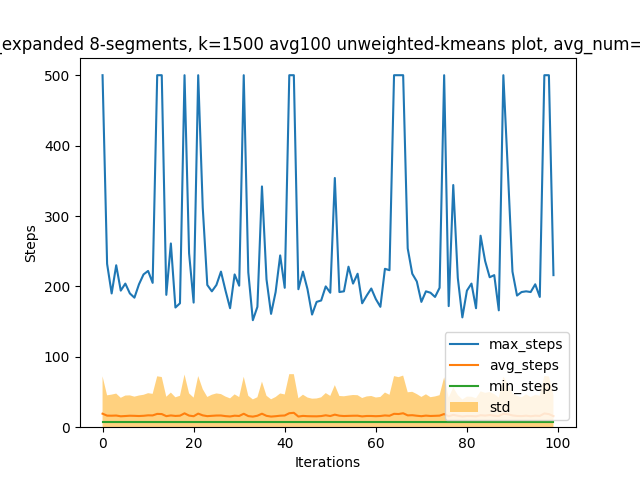 _expanded 8-segments, k=1500 avg100 unweighted-kmeans plot, avg_num=
500
400
300
200
100
0
Steps
0 20 40 60 80 100
Iterations
max_steps
avg_steps
min_steps
std